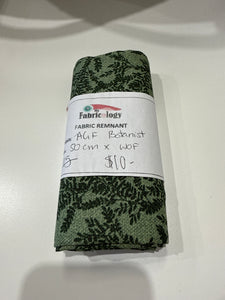 Fabricology
FABRIC REMNANT
AGF Botanist
50cm x WOF
$10-